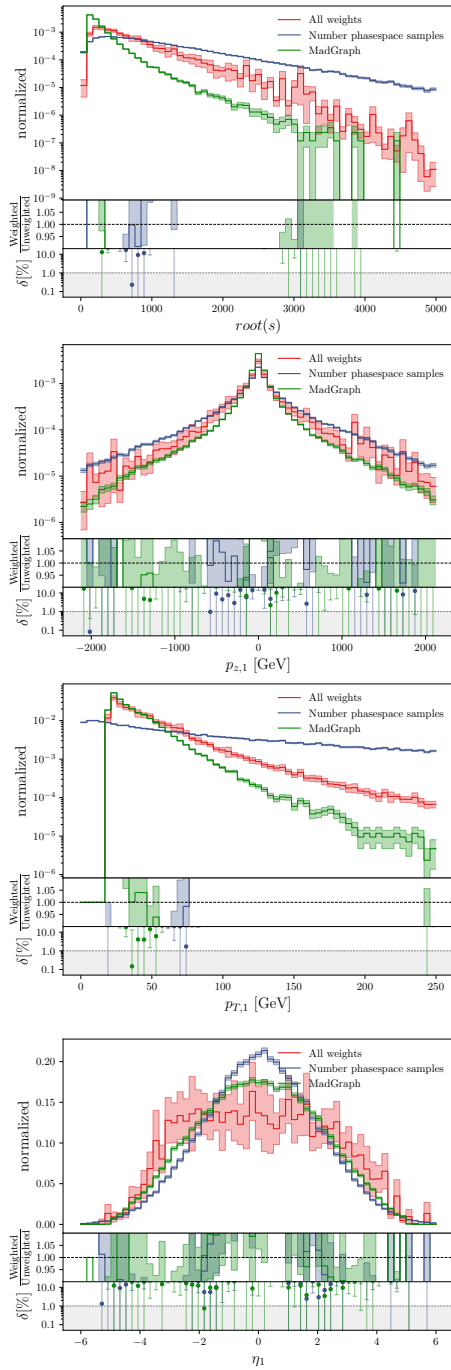 All weights
Number phasespace samples
MadGraph
normalized
10⁻³
10⁻⁴
10⁻⁵
10⁻⁶
10⁻⁷
10⁻⁸
10⁻⁹
Weighted
Unweighted
1.05
1.00
0.95
δ[%]
10.0
1.0
0.1
0 1000 2000 3000 4000 5000
root(s)
All weights
Number phasespace samples
MadGraph
normalized
10⁻³
10⁻⁴
10⁻⁵
10⁻⁶
Weighted
Unweighted
1.05
1.00
0.95
δ[%]
10.0
1.0
0.1
−2000 −1000 0 1000 2000
p_{z,1} [GeV]
All weights
Number phasespace samples
MadGraph
normalized
10⁻²
10⁻³
10⁻⁴
10⁻⁵
10⁻⁶
Weighted
Unweighted
1.05
1.00
0.95
δ[%]
10.0
1.0
0.1
0 50 100 150 200 250
p_{T,1} [GeV]
All weights
Number phasespace samples
MadGraph
normalized
0.20
0.15
0.10
0.05
0.00
Weighted
Unweighted
1.05
1.00
0.95
δ[%]
10.0
1.0
0.1
−6 −4 −2 0 2 4 6
η₁